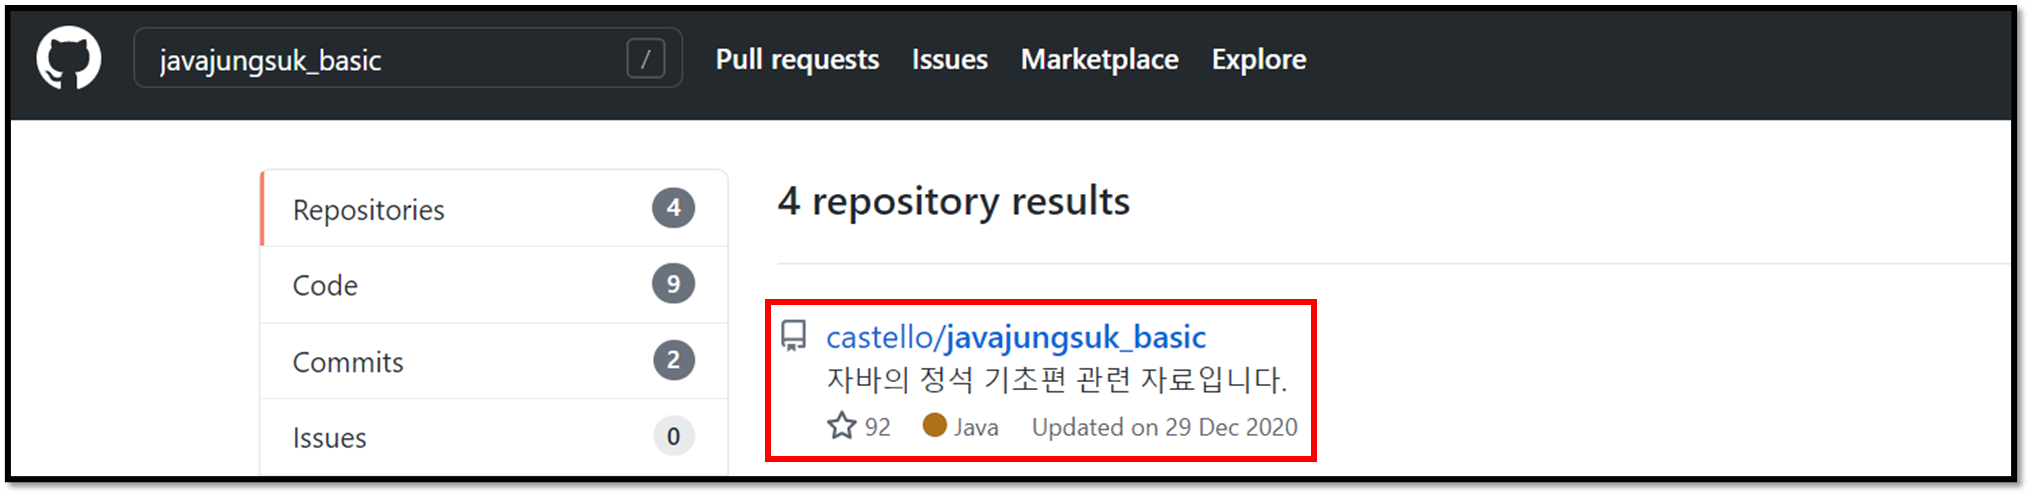 javajungsuk_basic / Pull requests Issues Marketplace Explore
Repositories 4
Code 9
Commits 2
Issues 0
4 repository results
castello/javajungsuk_basic
자바의 정석 기초편 관련 자료입니다.
92 Java Updated on 29 Dec 2020